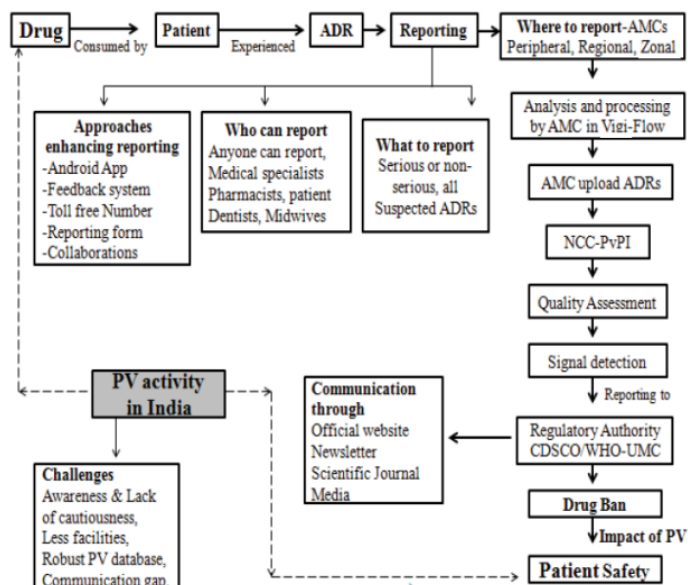 Drug
Consumed by
Patient
Experienced
ADR
Reporting
Where to report-AMCs
Peripheral, Regional, Zonal
Approaches
enhancing reporting
-Android App
-Feedback system
-Toll free Number
-Reporting form
-Collaborations
Who can report
Anyone can report,
Medical specialists
Pharmacists, patient
Dentists, Midwives
What to report
Serious or non-
serious, all
Suspected ADRs
Analysis and processing
by AMC in Vigi-Flow
AMC upload ADRs
NCC-PvPI
Quality Assessment
Signal detection
Reporting to
Regulatory Authority
CDSCO/WHO-UMC
Communication
through
Official website
Newsletter
Scientific Journal
Media
Drug Ban
Impact of PV
Patient Safety
PV activity
in India
Challenges
Awareness & Lack
of cautiousness,
Less facilities,
Robust PV database,
Communication gap,